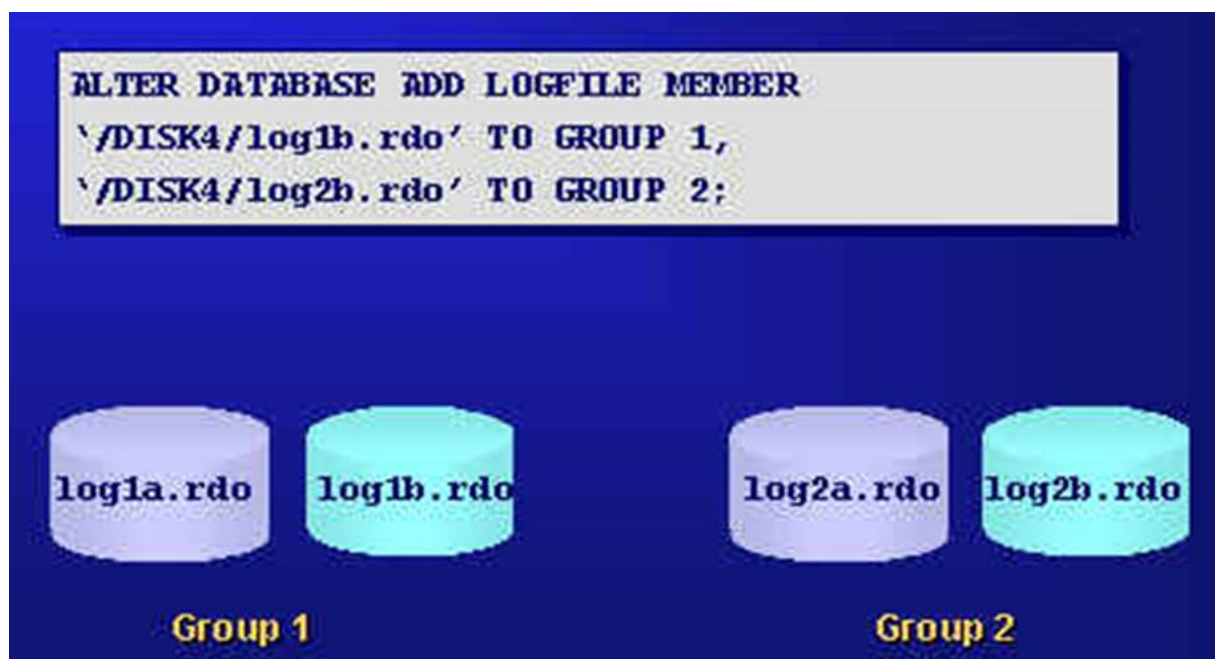 ALTER DATABASE ADD LOGFILE MEMBER
‵/DISK4/log1b.rdo′ TO GROUP 1,
‵/DISK4/log2b.rdo′ TO GROUP 2;
log1a.rdo log1b.rdo log2a.rdo log2b.rdo
Group 1 Group 2